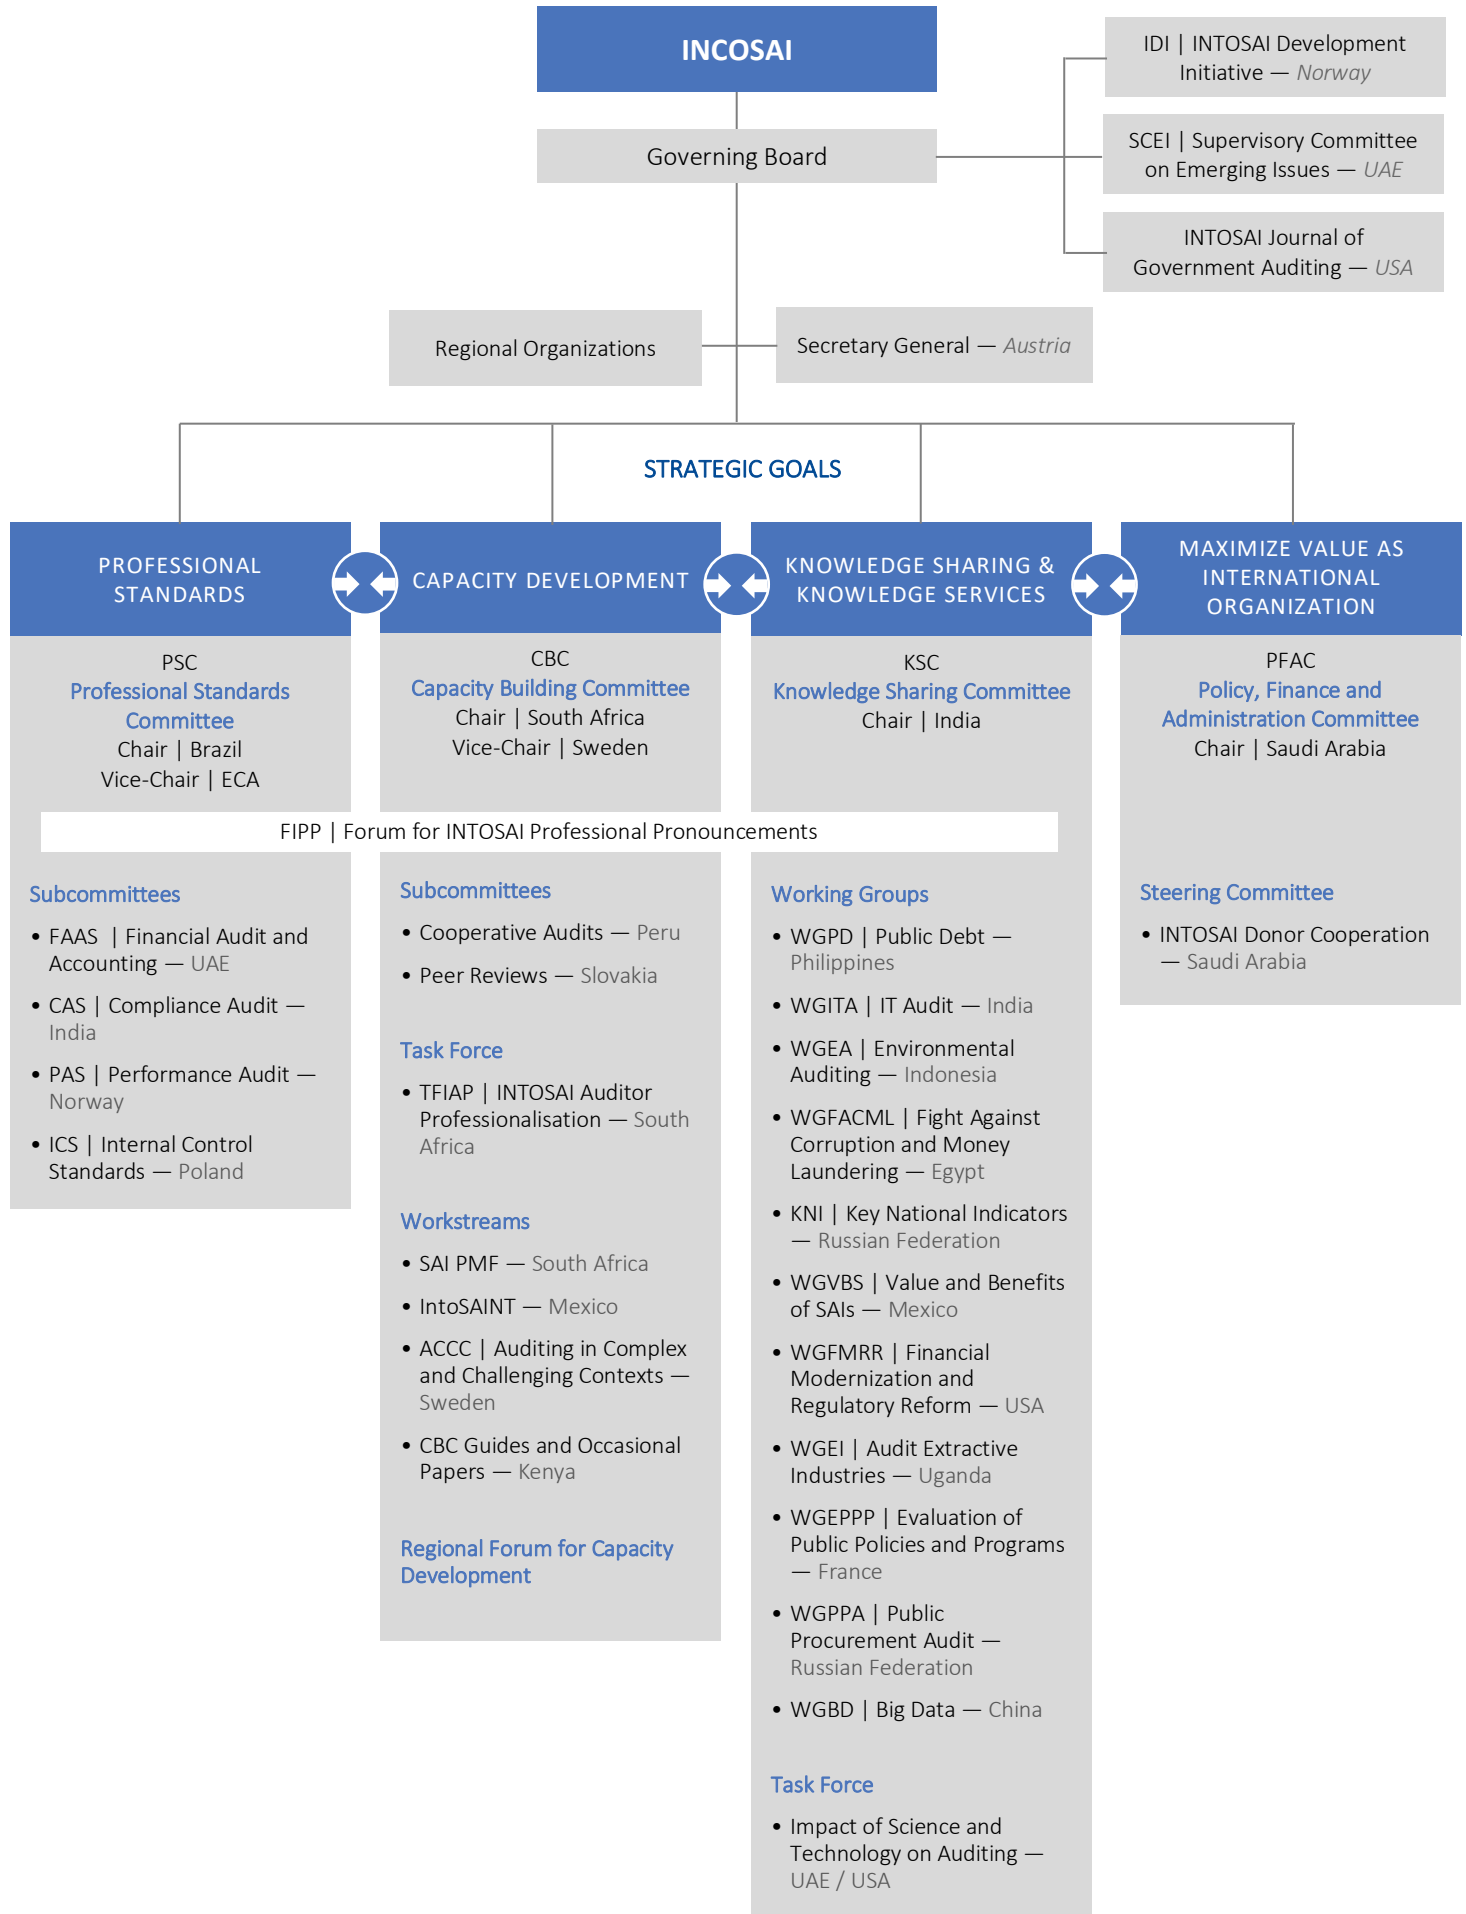 INCOSAI
Governing Board
IDI | INTOSAI Development
Initiative — Norway
SCEI | Supervisory Committee
on Emerging Issues — UAE
INTOSAI Journal of
Government Auditing — USA
Regional Organizations
Secretary General — Austria
STRATEGIC GOALS
PROFESSIONAL
STANDARDS
PSC
Professional Standards
Committee
Chair | Brazil
Vice-Chair | ECA
CAPACITY DEVELOPMENT
CBC
Capacity Building Committee
Chair | South Africa
Vice-Chair | Sweden
KNOWLEDGE SHARING &
KNOWLEDGE SERVICES
KSC
Knowledge Sharing Committee
Chair | India
MAXIMIZE VALUE AS
INTERNATIONAL
ORGANIZATION
PFAC
Policy, Finance and
Administration Committee
Chair | Saudi Arabia
FIPP | Forum for INTOSAI Professional Pronouncements
Subcommittees
• FAAS | Financial Audit and
Accounting — UAE
• CAS | Compliance Audit —
India
• PAS | Performance Audit —
Norway
• ICS | Internal Control
Standards — Poland
Subcommittees
• Cooperative Audits — Peru
• Peer Reviews — Slovakia
Task Force
• TFIAP | INTOSAI Auditor
Professionalisation — South
Africa
Workstreams
• SAI PMF — South Africa
• IntoSAINT — Mexico
• ACCC | Auditing in Complex
and Challenging Contexts —
Sweden
• CBC Guides and Occasional
Papers — Kenya
Regional Forum for Capacity
Development
Working Groups
• WGPD | Public Debt —
Philippines
• WGITA | IT Audit — India
• WGEA | Environmental
Auditing — Indonesia
• WGFACML | Fight Against
Corruption and Money
Laundering — Egypt
• KNI | Key National Indicators
— Russian Federation
• WGVBS | Value and Benefits
of SAIs — Mexico
• WGFMRR | Financial
Modernization and
Regulatory Reform — USA
• WGEI | Audit Extractive
Industries — Uganda
• WGEPPP | Evaluation of
Public Policies and Programs
— France
• WGPPA | Public
Procurement Audit —
Russian Federation
• WGBD | Big Data — China
Task Force
• Impact of Science and
Technology on Auditing —
UAE / USA
Steering Committee
• INTOSAI Donor Cooperation
— Saudi Arabia